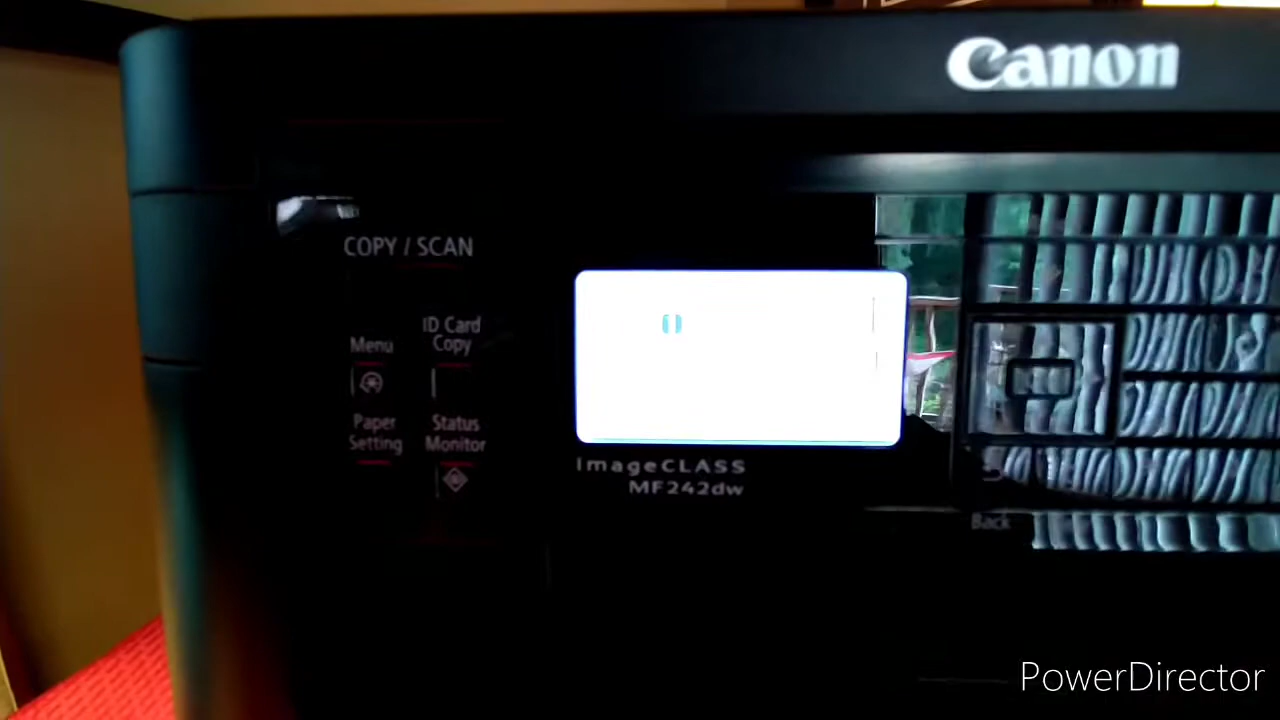 Canon
COPY / SCAN
Menu
ID Card
Copy
Paper
Setting
Status
Monitor
ImageCLASS
MF242dw
Back
PowerDirector